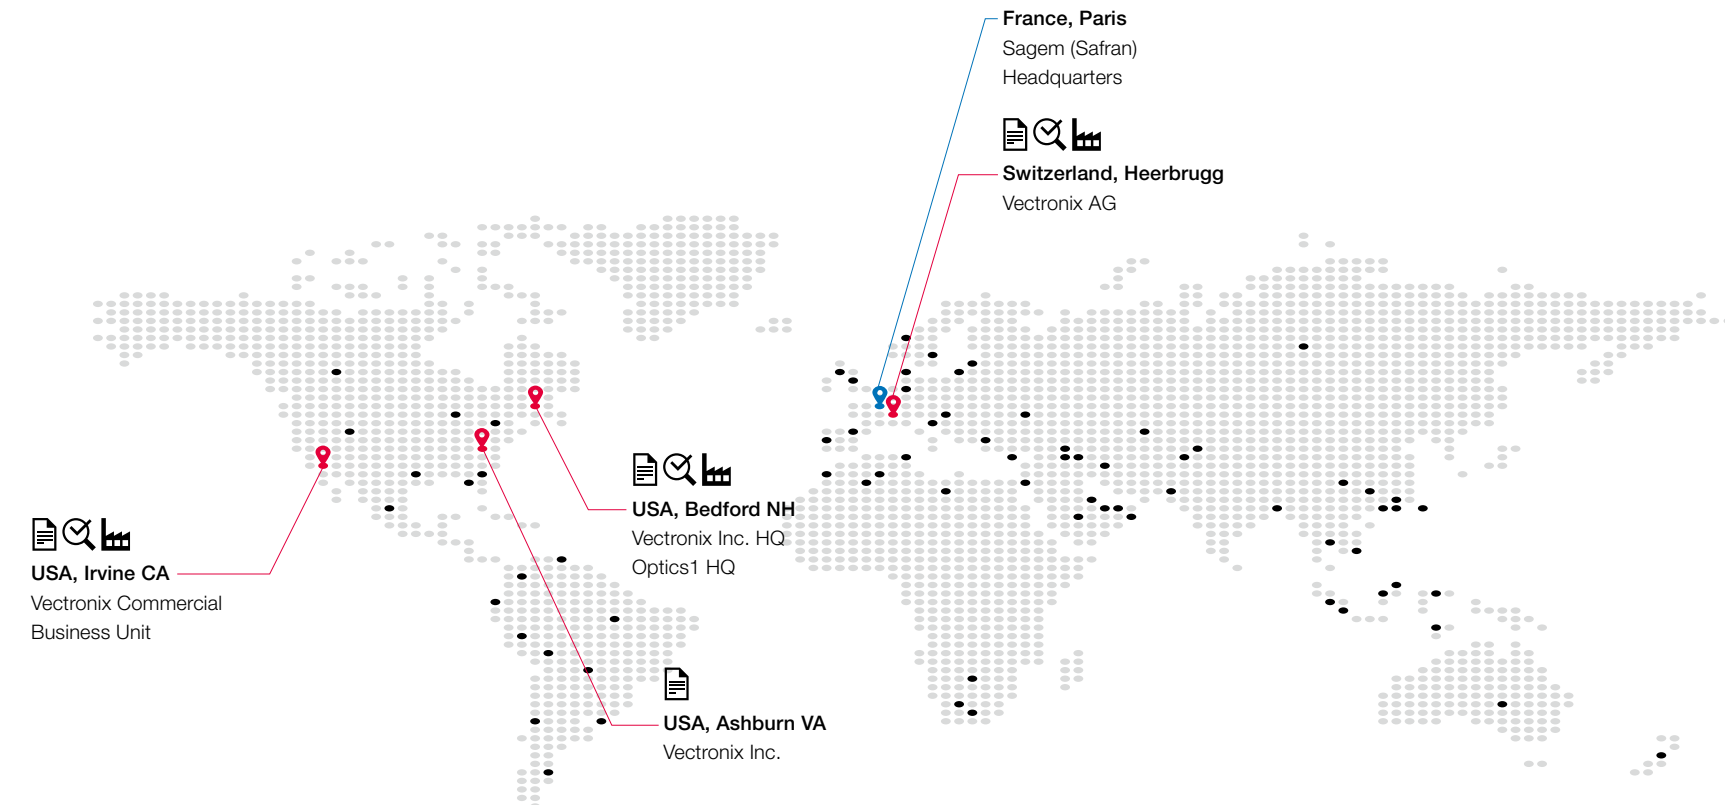 France, Paris
Sagem (Safran)
Headquarters
Switzerland, Heerbrugg
Vectronix AG
USA, Bedford NH
Vectronix Inc. HQ
Optics1 HQ
USA, Irvine CA
Vectronix Commercial
Business Unit
USA, Ashburn VA
Vectronix Inc.